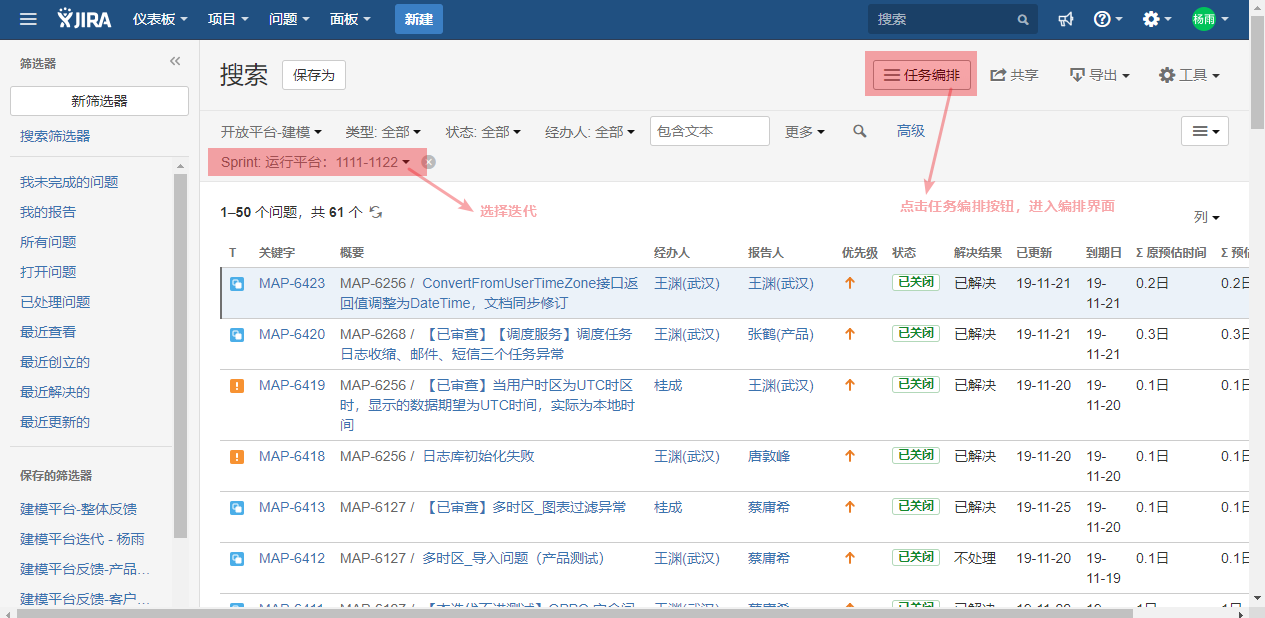 JIRA 仪表板 项目 问题 面板 新建 搜索 杨雨
筛选器
新筛选器
搜索筛选器
我未完成的问题
我的报告
所有问题
打开问题
已处理问题
最近查看
最近创立的
最近解决的
最近更新的
保存的筛选器
建模平台-整体反馈
建模平台迭代 - 杨雨
建模平台反馈-产品...
建模平台反馈-客户...
搜索 保存为 任务编排 共享 导出 工具
开放平台-建模 类型: 全部 状态: 全部 经办人: 全部 包含文本 更多 高级
Sprint: 运行平台：1111-1122
选择迭代
点击任务编排按钮，进入编排界面
1–50 个问题，共 61 个
列
T 关键字 概要 经办人 报告人 优先级 状态 解决结果 已更新 到期日 Σ 原预估时间 Σ 预估
MAP-6423 MAP-6256 / ConvertFromUserTimeZone接口返 王渊(武汉) 王渊(武汉) 已关闭 已解决 19-11-21 19- 0.2日 0.2日
回值调整为DateTime，文档同步修订 11-21
MAP-6420 MAP-6268 / 【已审查】【调度服务】调度任务 王渊(武汉) 张鹤(产品) 已关闭 已解决 19-11-21 19- 0.3日 0.3日
日志收缩、邮件、短信三个任务异常 11-21
MAP-6419 MAP-6256 / 【已审查】当用户时区为UTC时区 桂成 王渊(武汉) 已关闭 已解决 19-11-20 19- 0.1日 0.1日
时，显示的数据期望为UTC时间，实际为本地时 11-20
间
MAP-6418 MAP-6256 / 日志库初始化失败 王渊(武汉) 唐敦峰 已关闭 已解决 19-11-20 19- 0.1日 0.1日
11-20
MAP-6413 MAP-6127 / 【已审查】多时区_图表过滤异常 桂成 蔡庸希 已关闭 已解决 19-11-25 19- 0.1日 0.1日
11-20
MAP-6412 MAP-6127 / 多时区_导入问题（产品测试） 王渊(武汉) 蔡庸希 已关闭 不处理 19-11-20 19- 0.1日 0.1日
11-19